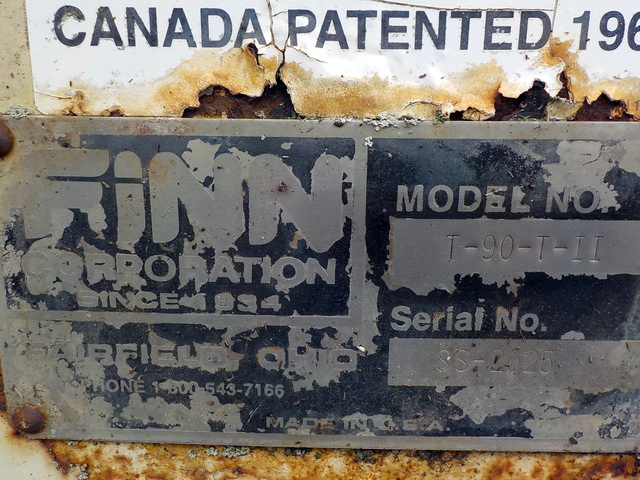 CANADA PATENTED 196
FINN
CORPORATION
SINCE 1934
FAIRFIELD, OHIO
PHONE 1-800-543-7166
MADE IN U.S.A.
MODEL NO.
T-90-T-II
Serial No.